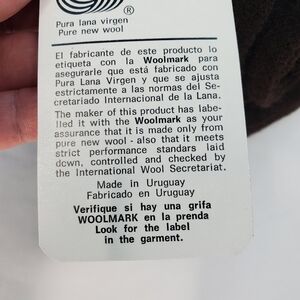 ®
Pura lana virgen
Pure new wool
El fabricante de este producto lo
etiqueta con la Woolmark para
asegurarle que está fabricado con
Pura Lana Virgen y que se ajusta
estrictamente a las normas del Se-
cretariado Internacional de la Lana.
The maker of this product has labe-
lled it with the Woolmark as your
assurance that it is made only from
pure new wool - also that it meets
strict performance standars laid
down, controlled and checked by
the International Wool Secretariat.
Made in Uruguay
Fabricado en Uruguay
Verifique si hay una grifa
WOOLMARK en la prenda
Look for the label
in the garment.